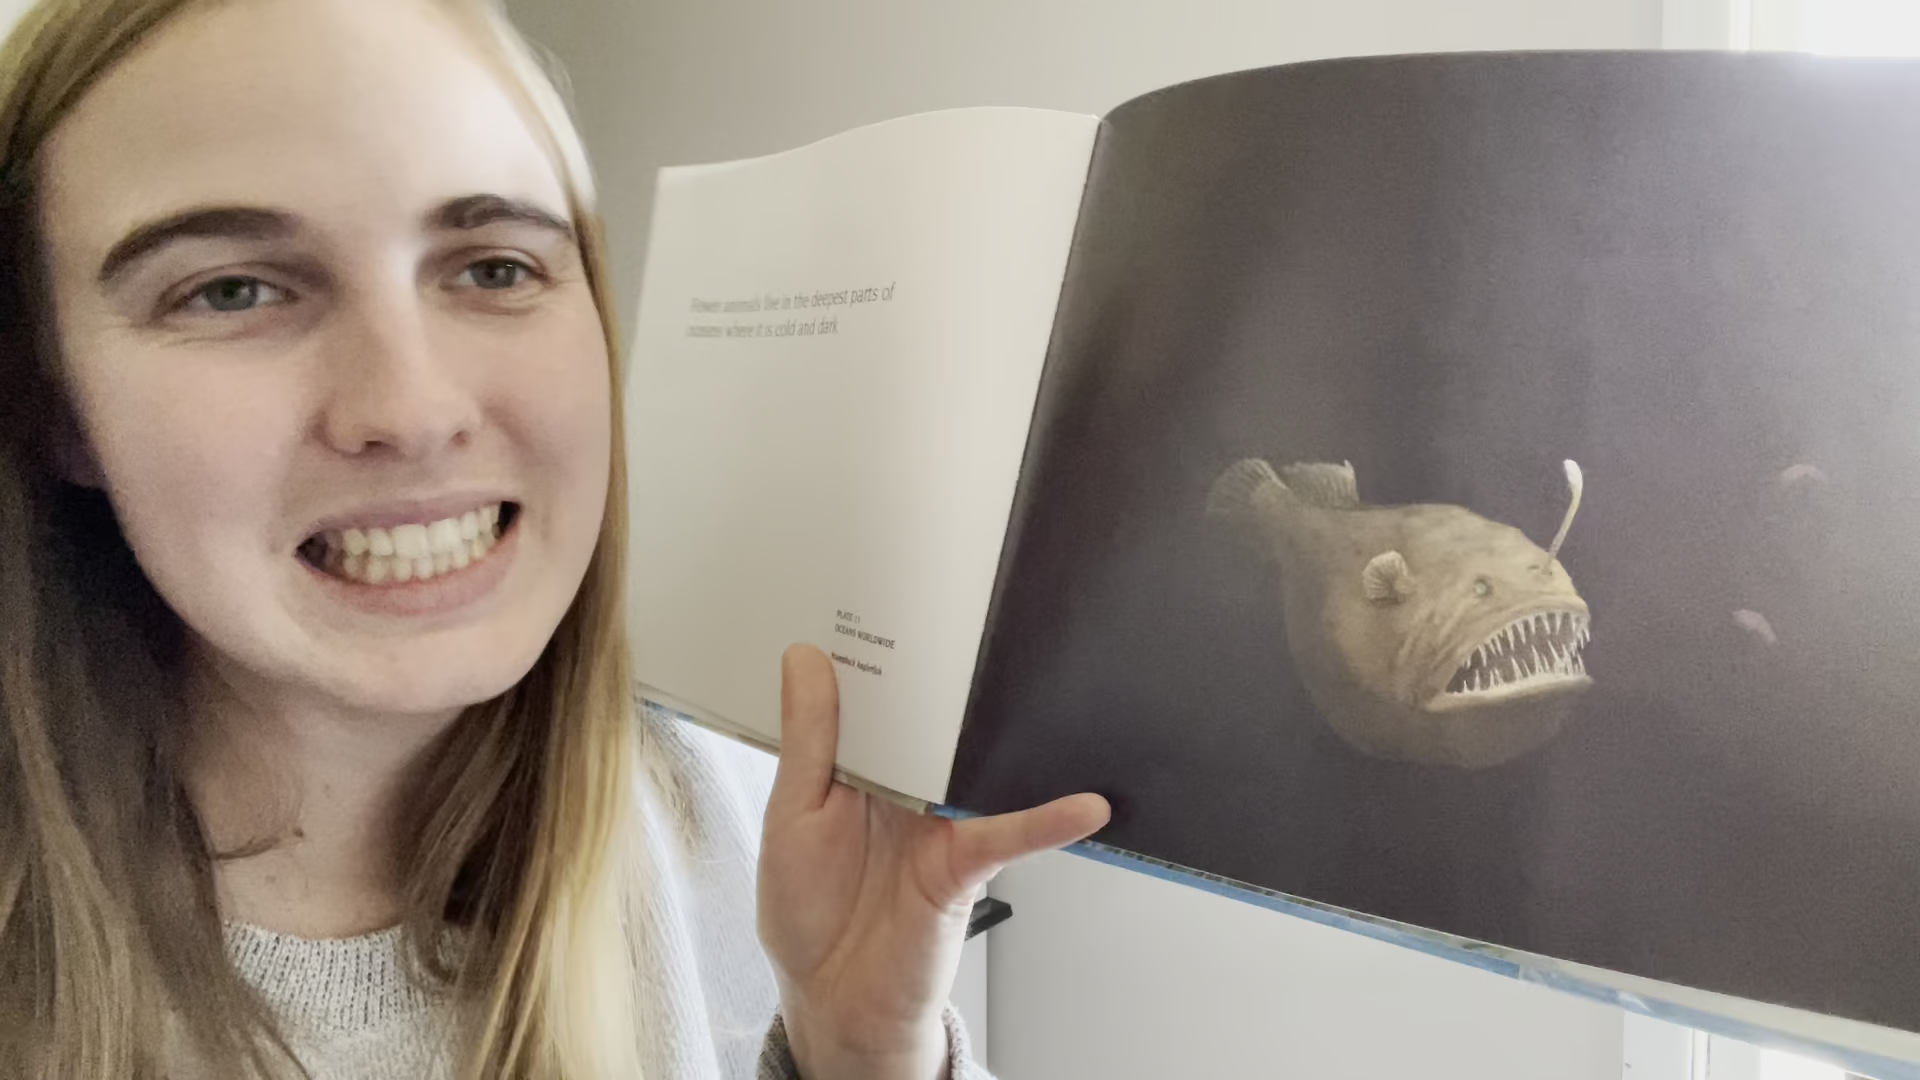 Fewer animals live in the deepest parts of
oceans where it is cold and dark.
PLATE 11
OCEANS WORLDWIDE
Humpback Anglerfish